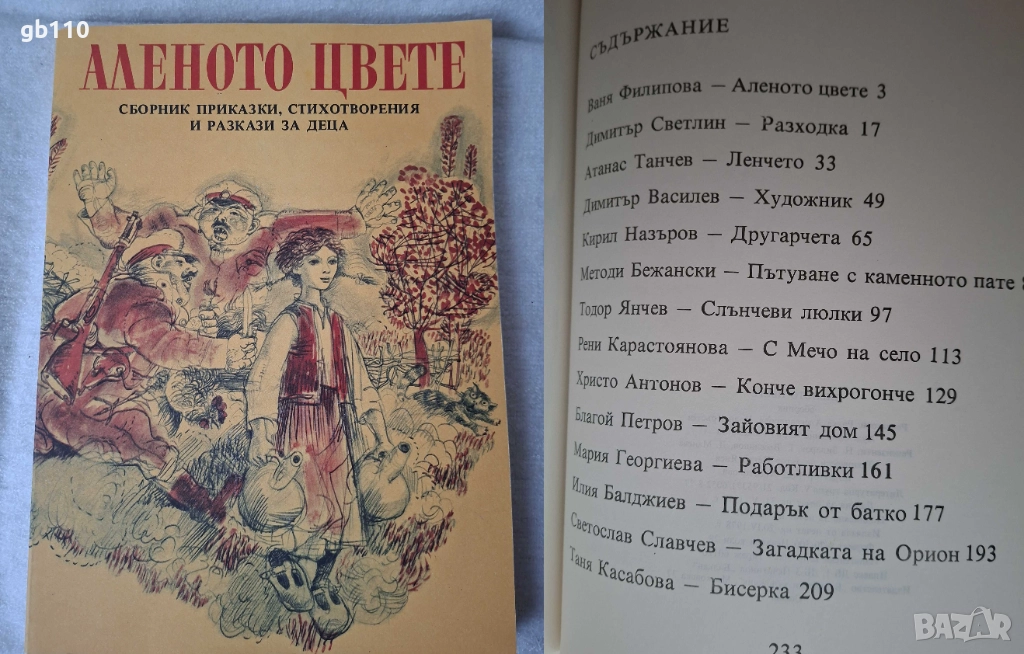 gb110
АЛЕНОТО ЦВЕТЕ
СБОРНИК ПРИКАЗКИ, СТИХОТВОРЕНИЯ
И РАЗКАЗИ ЗА ДЕЦА
СЪДЪРЖАНИЕ
Ваня Филипова — Аленото цвете 3
Димитър Светлин — Разходка 17
Атанас Танчев — Ленчето 33
Димитър Василев — Художник 49
Кирил Назъров — Другарчета 65
Методи Бежански — Пътуване с каменното пате 8
Тодор Янчев — Слънчеви люлки 97
Рени Карастоянова — С Мечо на село 113
Христо Антонов — Конче вихрогонче 129
Благой Петров — Зайовият дом 145
Мария Георгиева — Работливки 161
Илия Балджиев — Подарък от батко 177
Светослав Славчев — Загадката на Орион 193
Таня Касабова — Бисерка 209
233
BAZAR